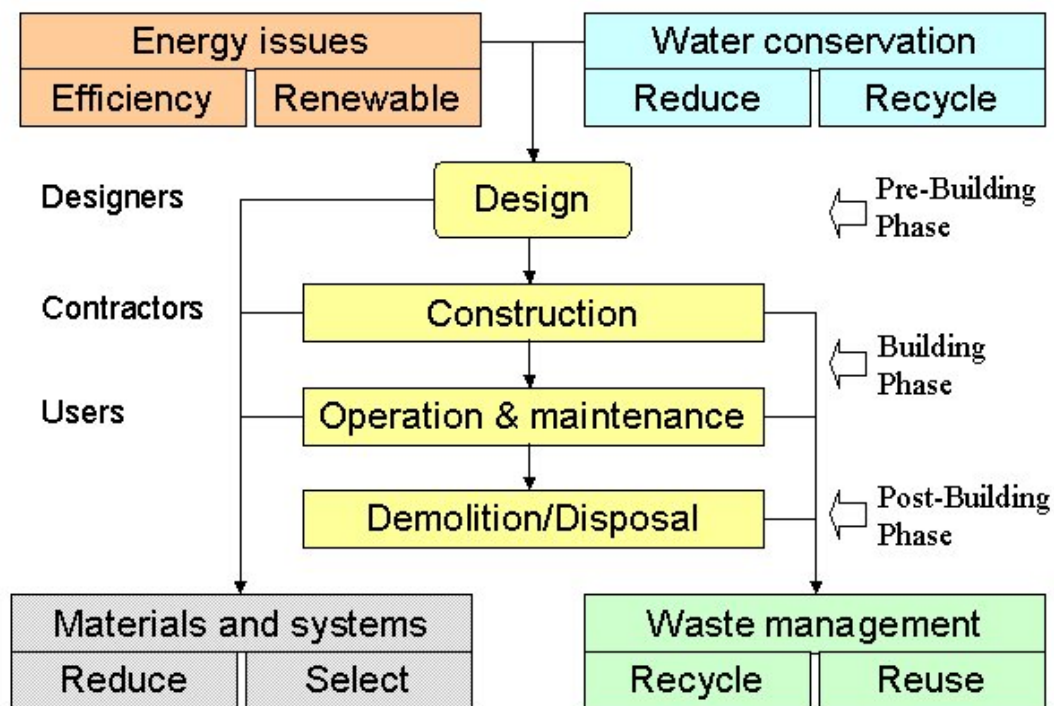 Energy issues
Efficiency
Renewable
Water conservation
Reduce
Recycle
Designers
Design
Pre-Building
Phase
Contractors
Construction
Building
Phase
Users
Operation & maintenance
Demolition/Disposal
Post-Building
Phase
Materials and systems
Reduce
Select
Waste management
Recycle
Reuse